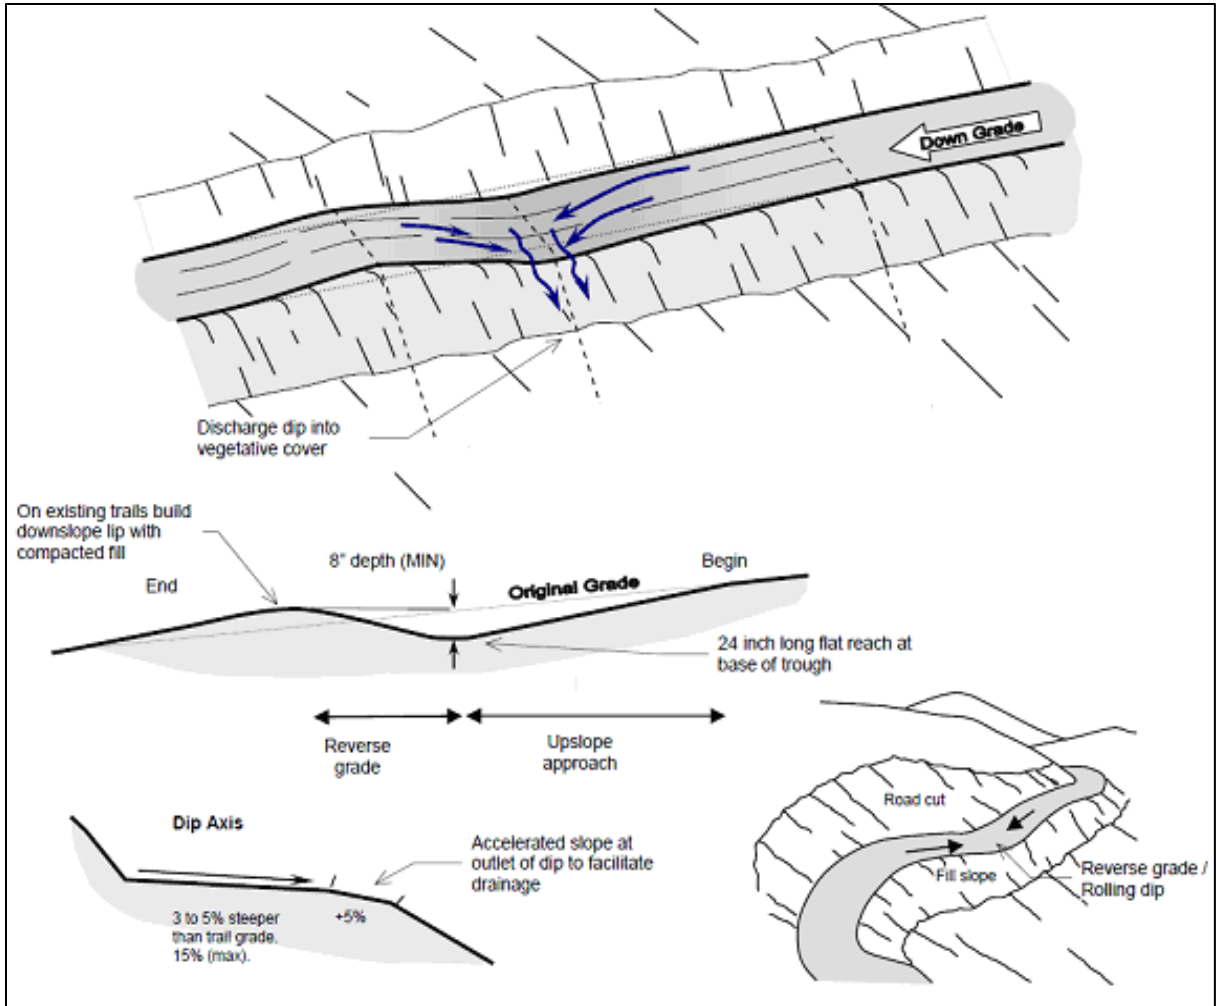 Down Grade
Discharge dip into
vegetative cover
On existing trails build
downslope lip with
compacted fill
End
8" depth (MIN)
Original Grade
Begin
24 inch long flat reach at
base of trough
Reverse
grade
Upslope
approach
Dip Axis
Accelerated slope at
outlet of dip to facilitate
drainage
3 to 5% steeper
than trail grade.
15% (max).
+5%
Road cut
Fill slope
Reverse grade /
Rolling dip